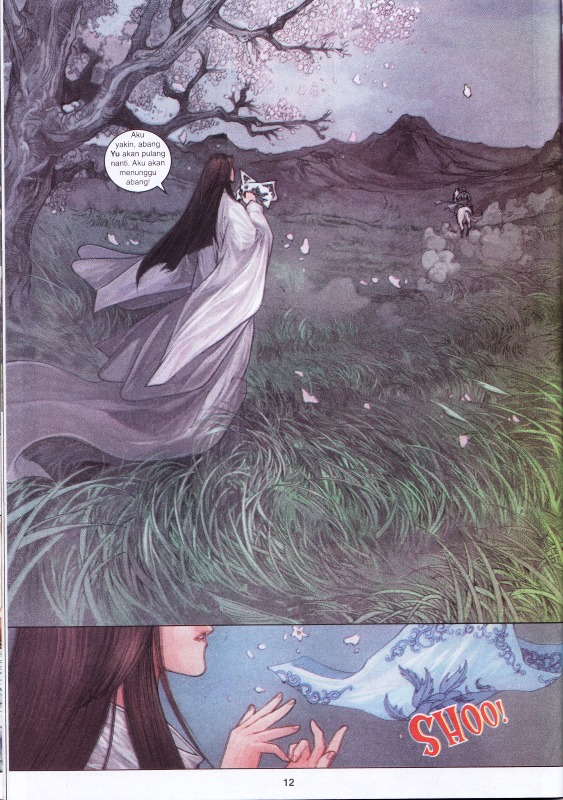 Aku
yakin, abang
Yu akan pulang
nanti. Aku akan
menunggu
abang!
SHOO!
12